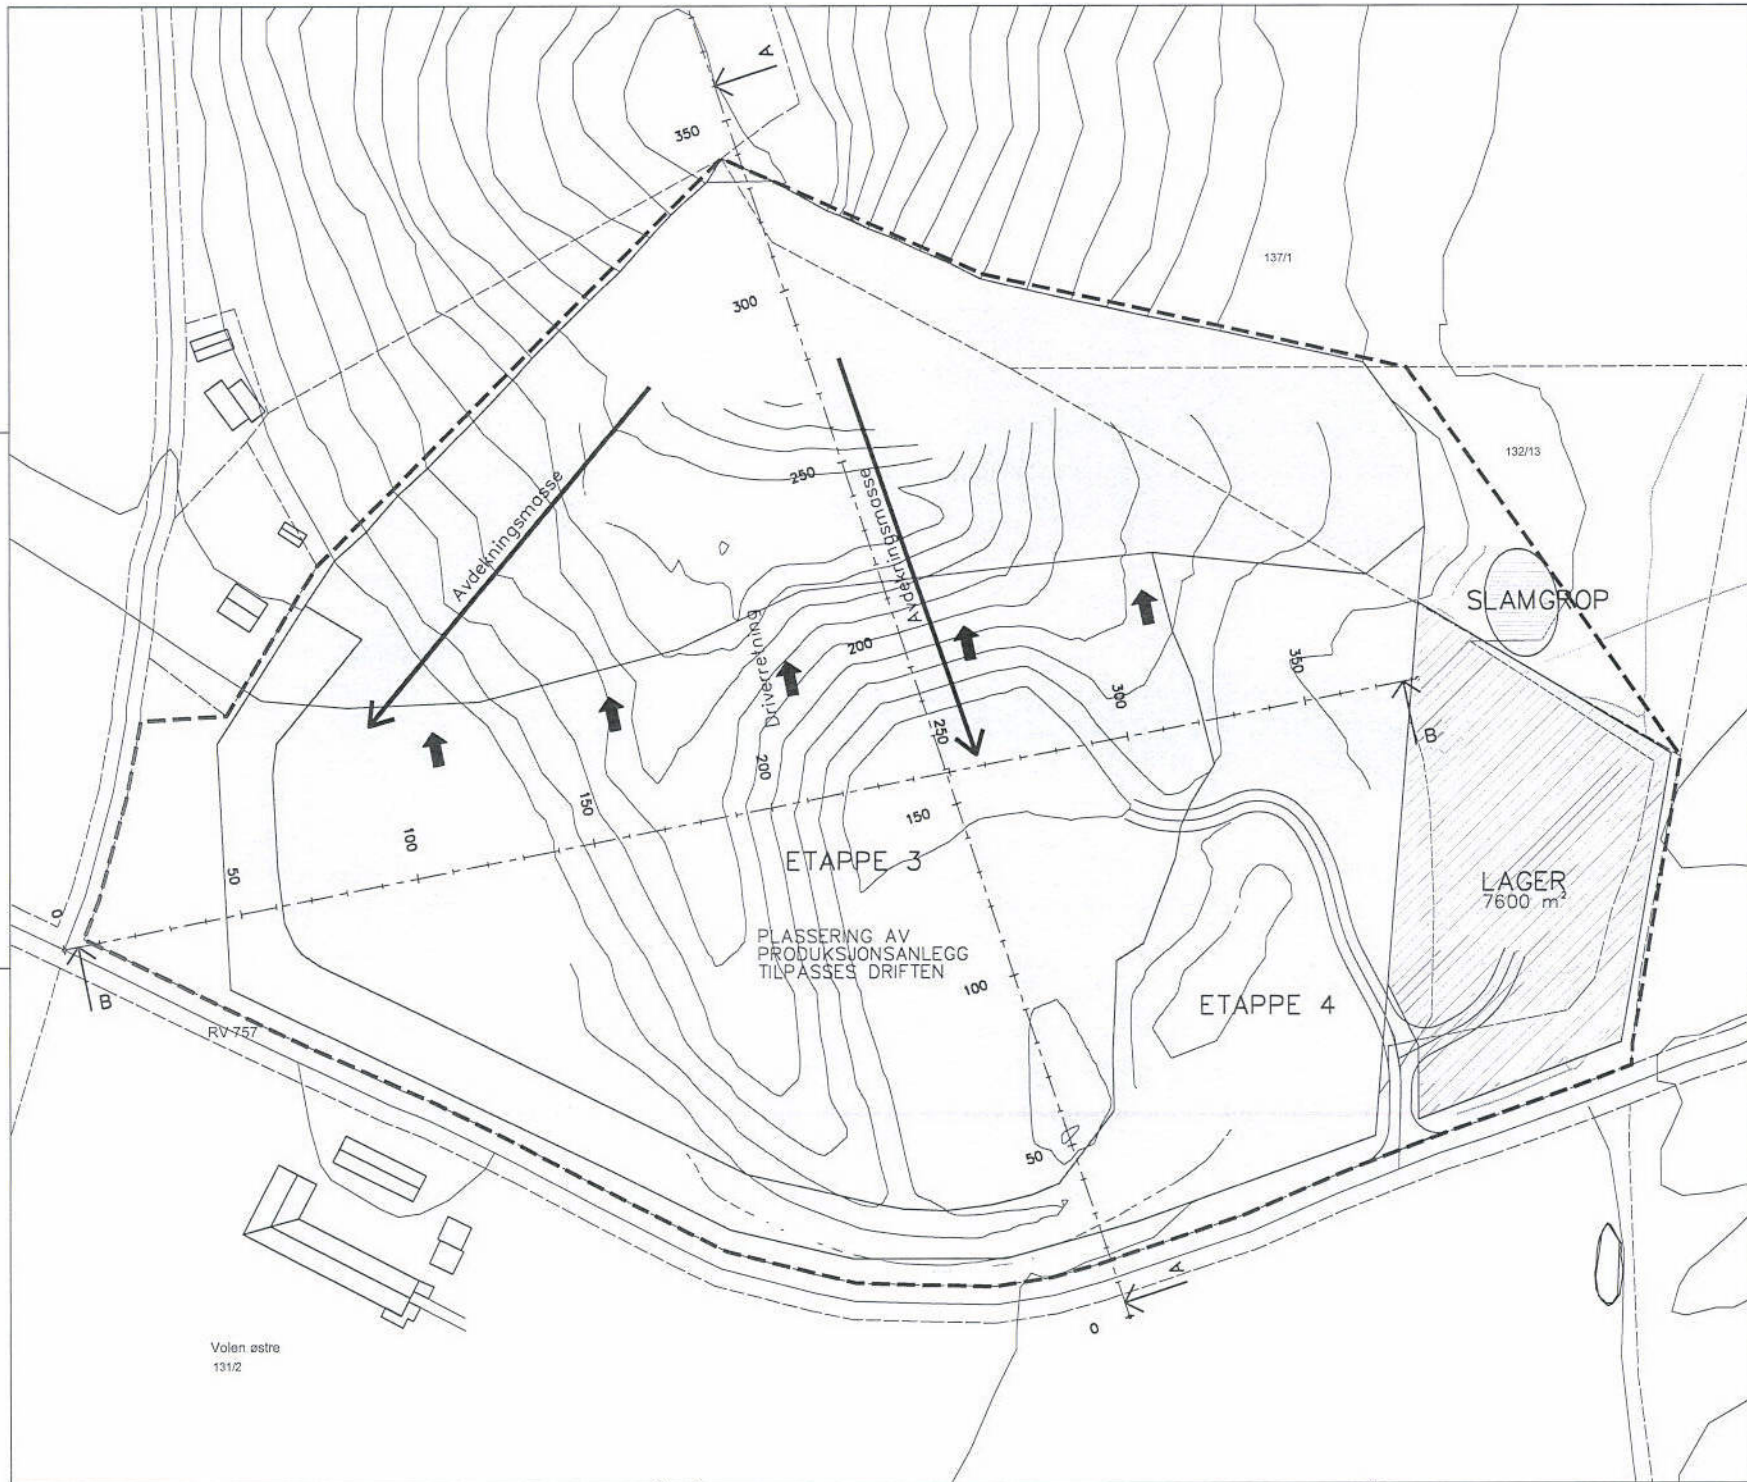 A
350
137/1
300
132/13
250
Avdekningsmasse
Avdekningsmasse
SLAMGROP
Driverretning
200
350
300
250
B
200
150
150
100
ETAPPE 3
50
LAGER
7600 m²
0
PLASSERING AV
PRODUKSJONSANLEGG
TILPASSES DRIFTEN
100
ETAPPE 4
B
RV 757
50
A
0
Volen østre
131/2